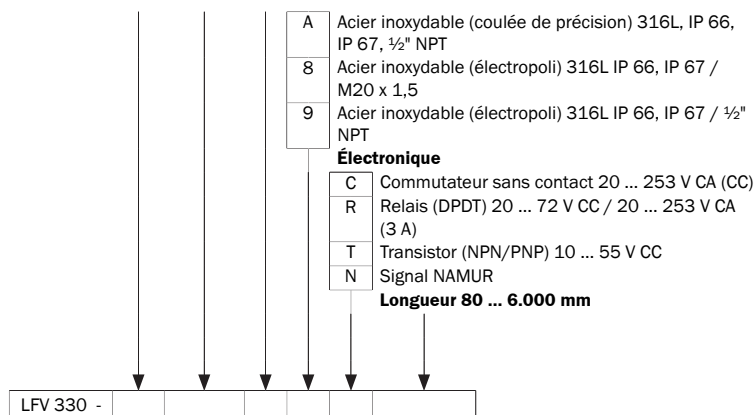 A Acier inoxydable (coulée de précision) 316L, IP 66,
IP 67, ½" NPT
8 Acier inoxydable (électropoli) 316L IP 66, IP 67 /
M20 x 1,5
9 Acier inoxydable (électropoli) 316L IP 66, IP 67 / ½"
NPT
Électronique
C Commutateur sans contact 20 ... 253 V CA (CC)
R Relais (DPDT) 20 ... 72 V CC / 20 ... 253 V CA
(3 A)
T Transistor (NPN/PNP) 10 ... 55 V CC
N Signal NAMUR
Longueur 80 ... 6.000 mm
LFV 330 -